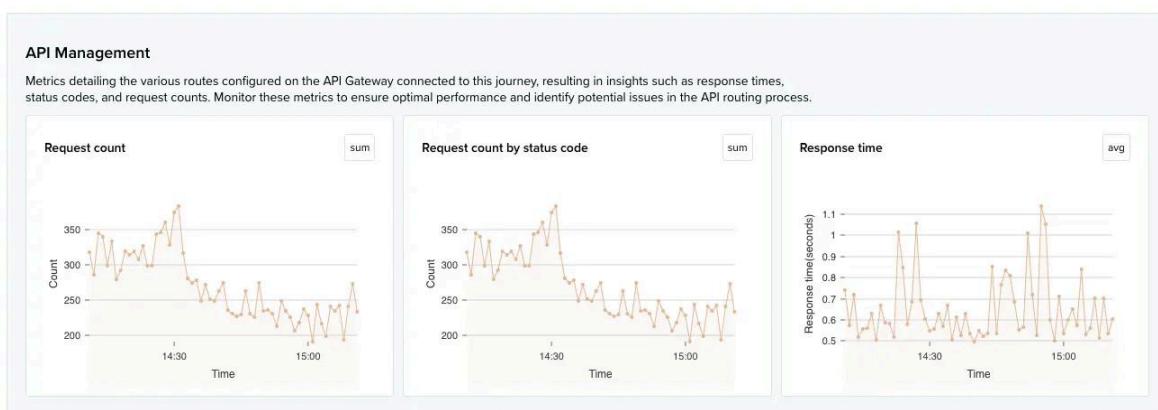 API Management
Metrics detailing the various routes configured on the API Gateway connected to this journey, resulting in insights such as response times,
status codes, and request counts. Monitor these metrics to ensure optimal performance and identify potential issues in the API routing process.
Request count
sum
350
300
250
200
Count
14:30
15:00
Time
Request count by status code
sum
350
300
250
200
Count
14:30
15:00
Time
Response time
avg
1.1
1
0.9
0.8
0.7
0.6
0.5
Response time(seconds)
14:30
15:00
Time